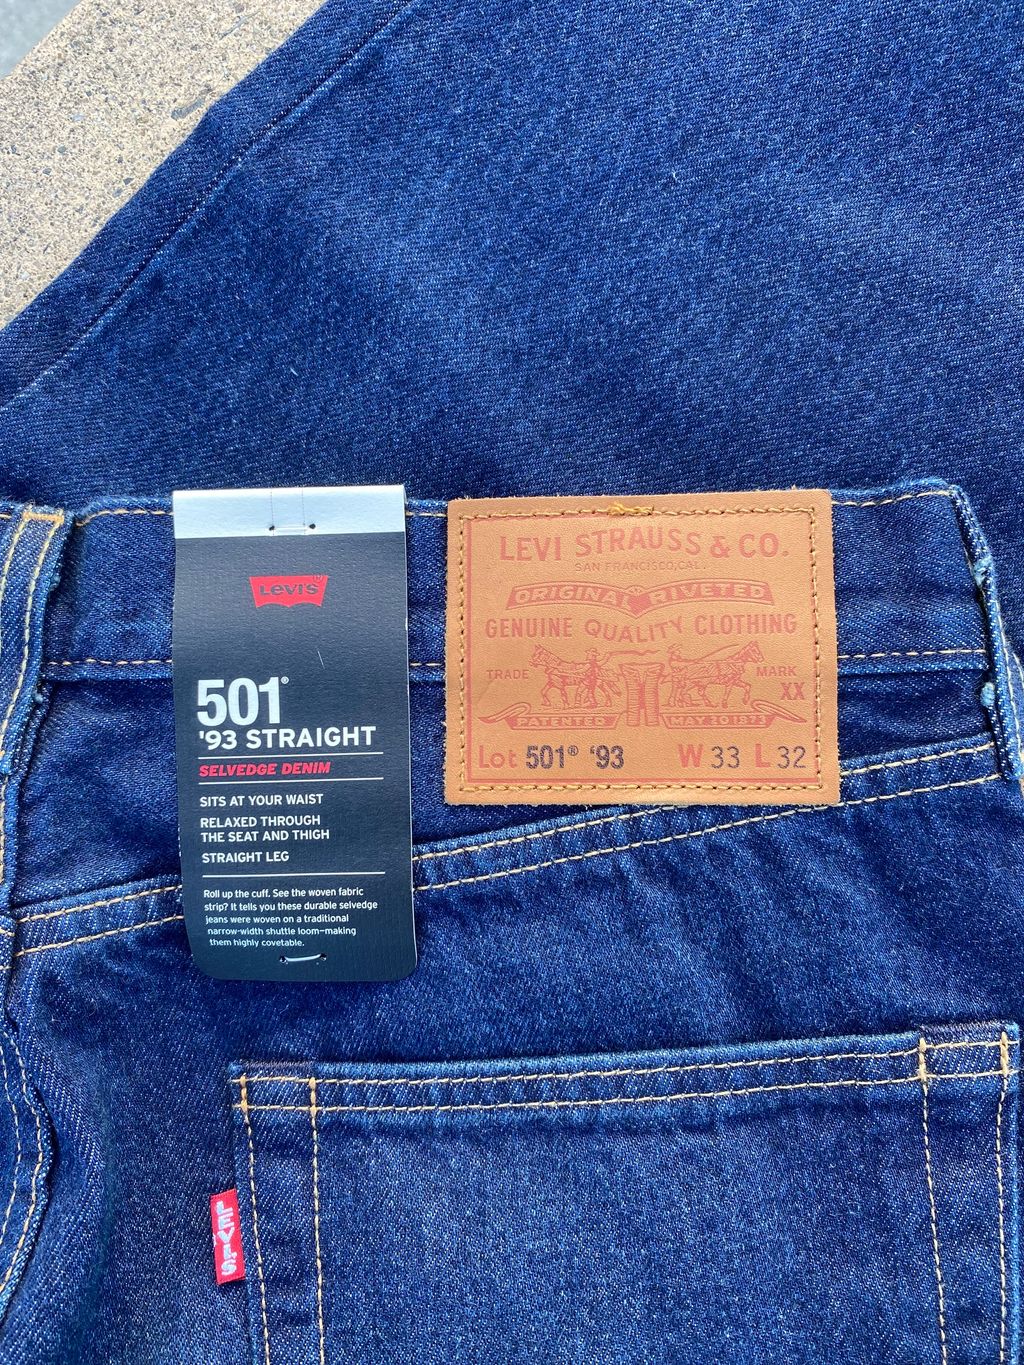 LEVI'S®
501®
'93 STRAIGHT
SELVEDGE DENIM
SITS AT YOUR WAIST
RELAXED THROUGH
THE SEAT AND THIGH
STRAIGHT LEG
Roll up the cuff. See the woven fabric
strip? It tells you these durable selvedge
jeans were woven on a traditional
narrow-width shuttle loom—making
them highly covetable.
LEVI STRAUSS & CO.
SAN FRANCISCO, CAL.
ORIGINAL RIVETED
GENUINE QUALITY CLOTHING
TRADE MARK
XX
PATENTED MAY 20 1873
Lot 501® '93 W 33 L 32
LEVI'S